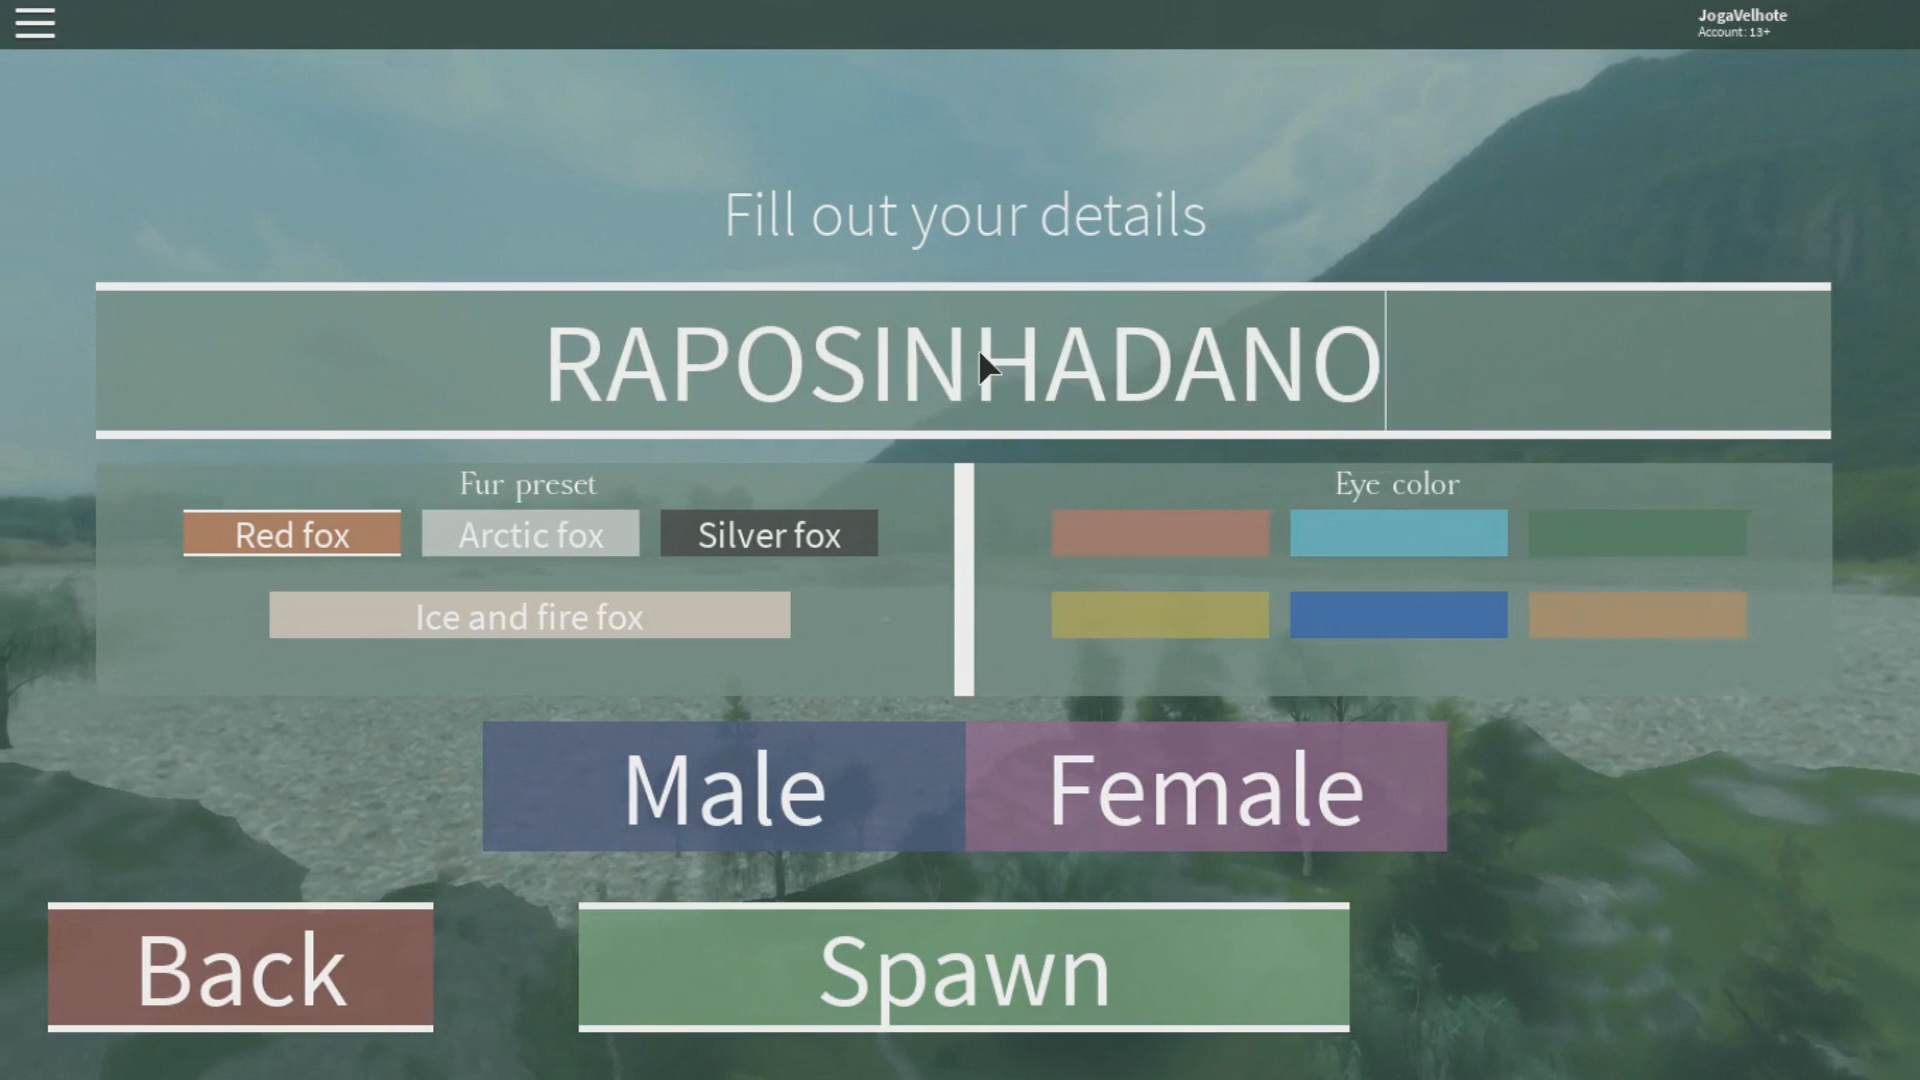 JogaVelhote
Account: 13+
Fill out your details
RAPOSINHADANO
Fur preset
Eye color
Red fox
Arctic fox
Silver fox
Ice and fire fox
Male
Female
Back
Spawn